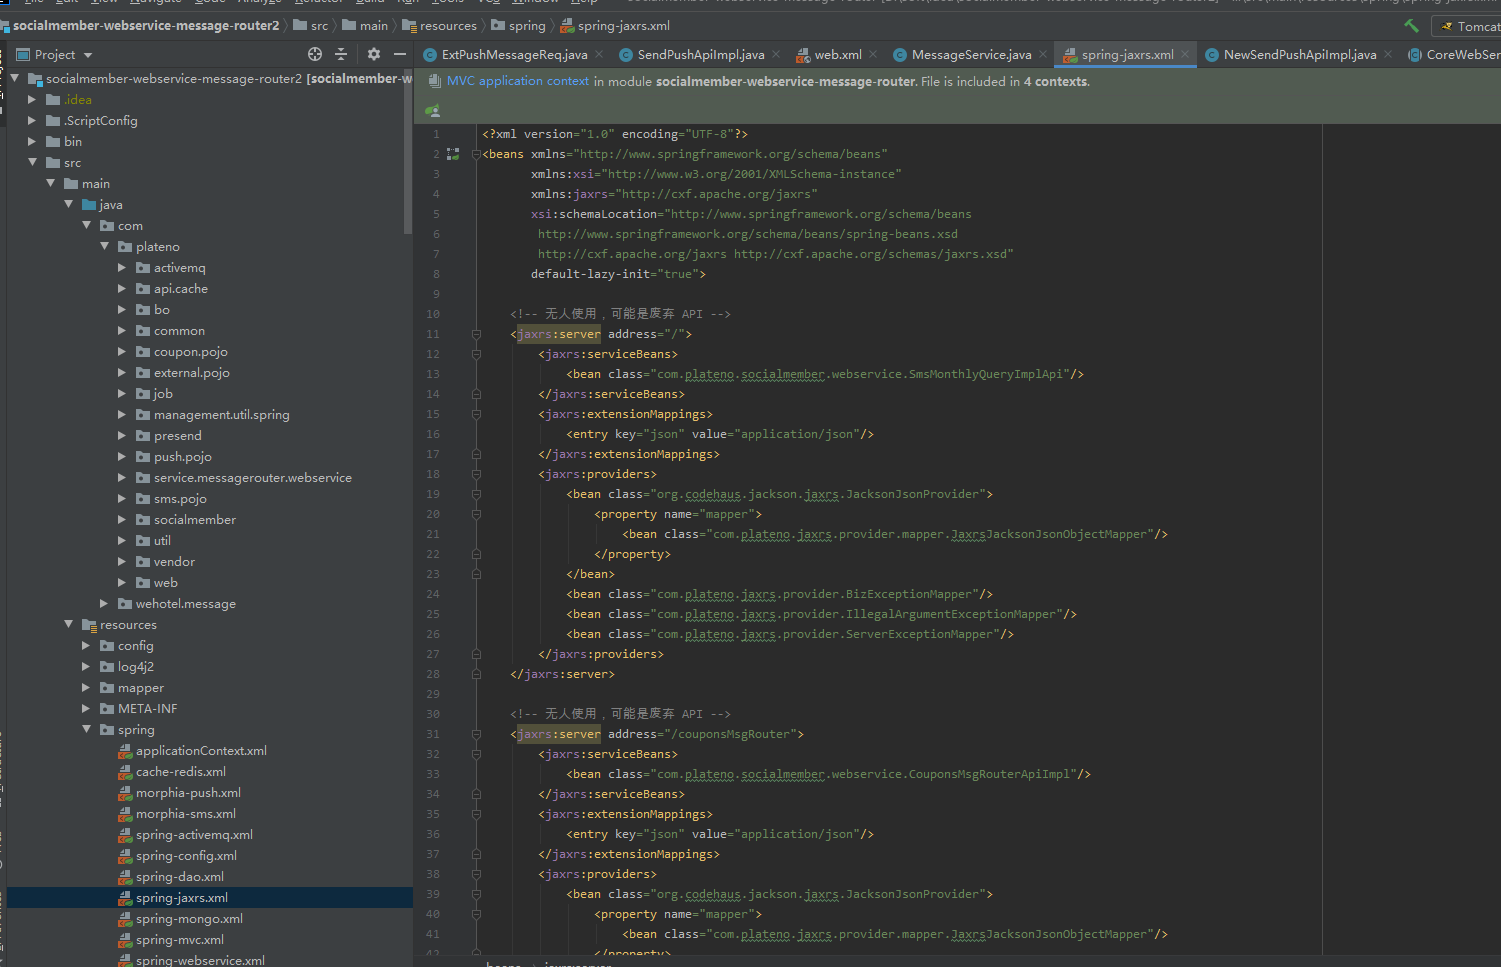 socialmember-webservice-message-router2 src main resources spring spring-jaxrs.xml Tomcat
Project ExtPushMessageReq.java SendPushApiImpl.java web.xml MessageService.java spring-jaxrs.xml NewSendPushApiImpl.java CoreWebSer
socialmember-webservice-message-router2 [socialmember-w
MVC application context in module socialmember-webservice-message-router. File is included in 4 contexts.
.idea
.ScriptConfig
bin
src
main
java
com
plateno
activemq
api.cache
bo
common
coupon.pojo
external.pojo
job
management.util.spring
presend
push.pojo
service.messagerouter.webservice
sms.pojo
socialmember
util
vendor
web
wehotel.message
resources
config
log4j2
mapper
META-INF
spring
applicationContext.xml
cache-redis.xml
morphia-push.xml
morphia-sms.xml
spring-activemq.xml
spring-config.xml
spring-dao.xml
spring-jaxrs.xml
spring-mongo.xml
spring-mvc.xml
spring-webservice.xml
1 <?xml version="1.0" encoding="UTF-8"?>
2 <beans xmlns="http://www.springframework.org/schema/beans"
3 xmlns:xsi="http://www.w3.org/2001/XMLSchema-instance"
4 xmlns:jaxrs="http://cxf.apache.org/jaxrs"
5 xsi:schemaLocation="http://www.springframework.org/schema/beans
6 http://www.springframework.org/schema/beans/spring-beans.xsd
7 http://cxf.apache.org/jaxrs http://cxf.apache.org/schemas/jaxrs.xsd"
8 default-lazy-init="true">
9
10 <!-- 无人使用，可能是废弃 API -->
11 <jaxrs:server address="/">
12 <jaxrs:serviceBeans>
13 <bean class="com.plateno.socialmember.webservice.SmsMonthlyQueryImplApi"/>
14 </jaxrs:serviceBeans>
15 <jaxrs:extensionMappings>
16 <entry key="json" value="application/json"/>
17 </jaxrs:extensionMappings>
18 <jaxrs:providers>
19 <bean class="org.codehaus.jackson.jaxrs.JacksonJsonProvider">
20 <property name="mapper">
21 <bean class="com.plateno.jaxrs.provider.mapper.JaxrsJacksonJsonObjectMapper"/>
22 </property>
23 </bean>
24 <bean class="com.plateno.jaxrs.provider.BizExceptionMapper"/>
25 <bean class="com.plateno.jaxrs.provider.IllegalArgumentExceptionMapper"/>
26 <bean class="com.plateno.jaxrs.provider.ServerExceptionMapper"/>
27 </jaxrs:providers>
28 </jaxrs:server>
29
30 <!-- 无人使用，可能是废弃 API -->
31 <jaxrs:server address="/couponsMsgRouter">
32 <jaxrs:serviceBeans>
33 <bean class="com.plateno.socialmember.webservice.CouponsMsgRouterApiImpl"/>
34 </jaxrs:serviceBeans>
35 <jaxrs:extensionMappings>
36 <entry key="json" value="application/json"/>
37 </jaxrs:extensionMappings>
38 <jaxrs:providers>
39 <bean class="org.codehaus.jackson.jaxrs.JacksonJsonProvider">
40 <property name="mapper">
41 <bean class="com.plateno.jaxrs.provider.mapper.JaxrsJacksonJsonObjectMapper"/>
42 </property>